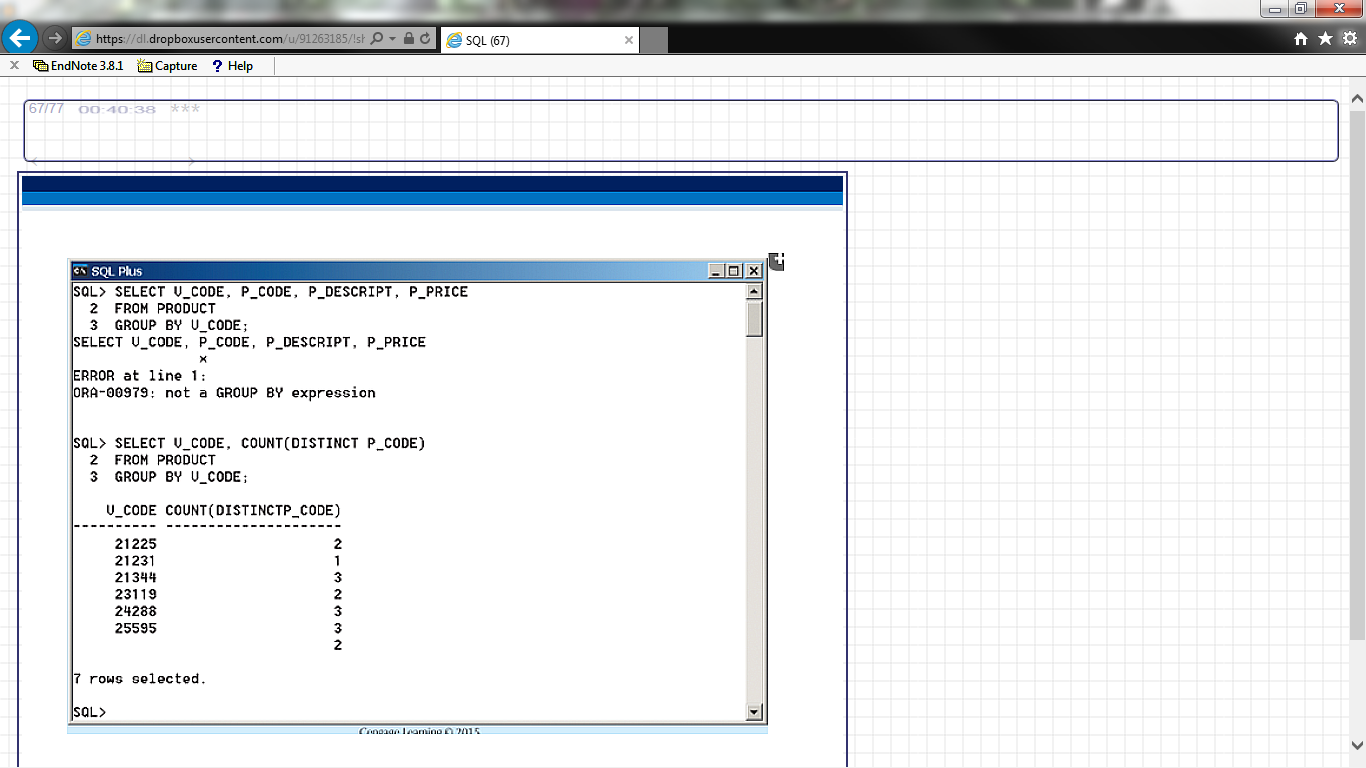 https://dl.dropboxusercontent.com/u/91263185/!sh
SQL (67)
x EndNote 3.8.1 Capture ? Help
67/77 00:40:38 ***
< >
SQL Plus
SQL> SELECT V_CODE, P_CODE, P_DESCRIPT, P_PRICE
2 FROM PRODUCT
3 GROUP BY V_CODE;
SELECT V_CODE, P_CODE, P_DESCRIPT, P_PRICE
*
ERROR at line 1:
ORA-00979: not a GROUP BY expression
SQL> SELECT V_CODE, COUNT(DISTINCT P_CODE)
2 FROM PRODUCT
3 GROUP BY V_CODE;
V_CODE COUNT(DISTINCTP_CODE)
---------- ---------------------
21225 2
21231 1
21344 3
23119 2
24288 3
25595 3
2
7 rows selected.
SQL>
Cengage Learning © 2015